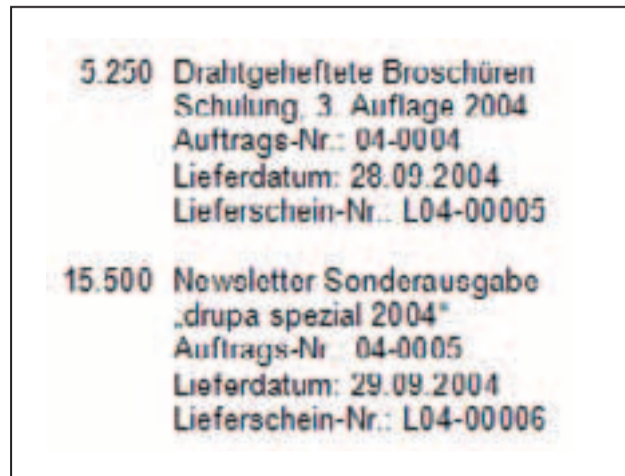 5.250 Drahtgeheftete Broschüren
Schulung, 3. Auflage 2004
Auftrags-Nr.: 04-0004
Lieferdatum: 28.09.2004
Lieferschein-Nr.: L04-00005
15.500 Newsletter Sonderausgabe
„drupa spezial 2004“
Auftrags-Nr.: 04-0005
Lieferdatum: 29.09.2004
Lieferschein-Nr.: L04-00006